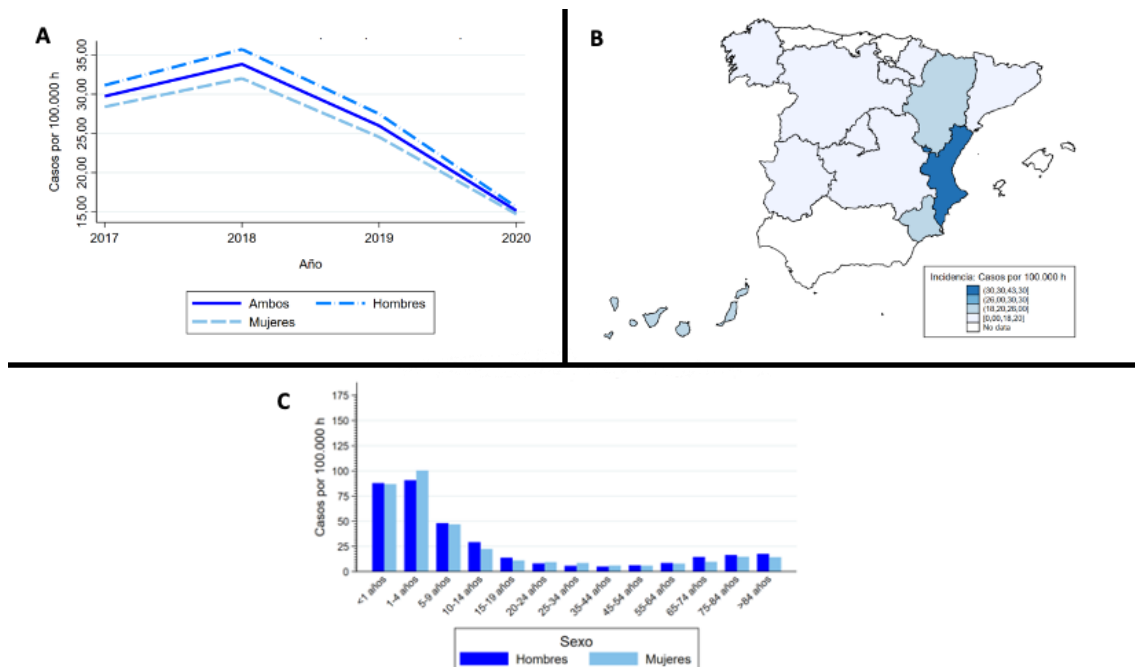 A
Casos por 100.000 h
35,00
30,00
25,00
20,00
15,00
2017
2018
2019
2020
Año
Ambos
Hombres
Mujeres
B
Incidencia: Casos por 100.000 h
(30,30,43,30]
(26,00,30,30]
(18,20,26,00]
[0,00,18,20]
No data
C
Casos por 100.000 h
175
150
125
100
75
50
25
0
<1 años
1-4 años
5-9 años
10-14 años
15-19 años
20-24 años
25-34 años
35-44 años
45-54 años
55-64 años
65-74 años
75-84 años
>84 años
Sexo
Hombres
Mujeres